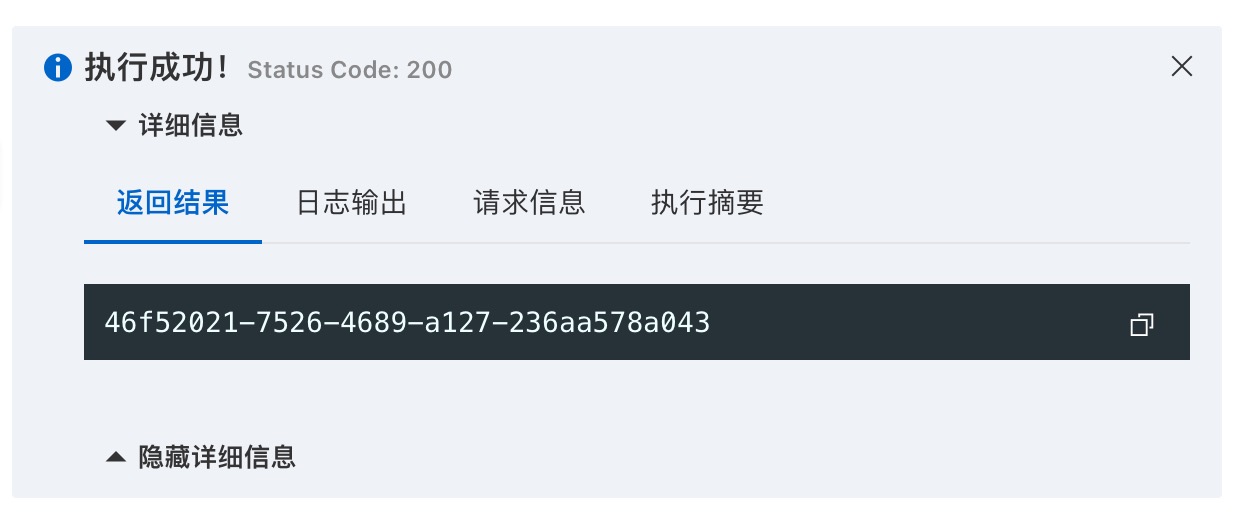 执行成功! Status Code: 200
详细信息
返回结果 日志输出 请求信息 执行摘要
46f52021-7526-4689-a127-236aa578a043
隐藏详细信息